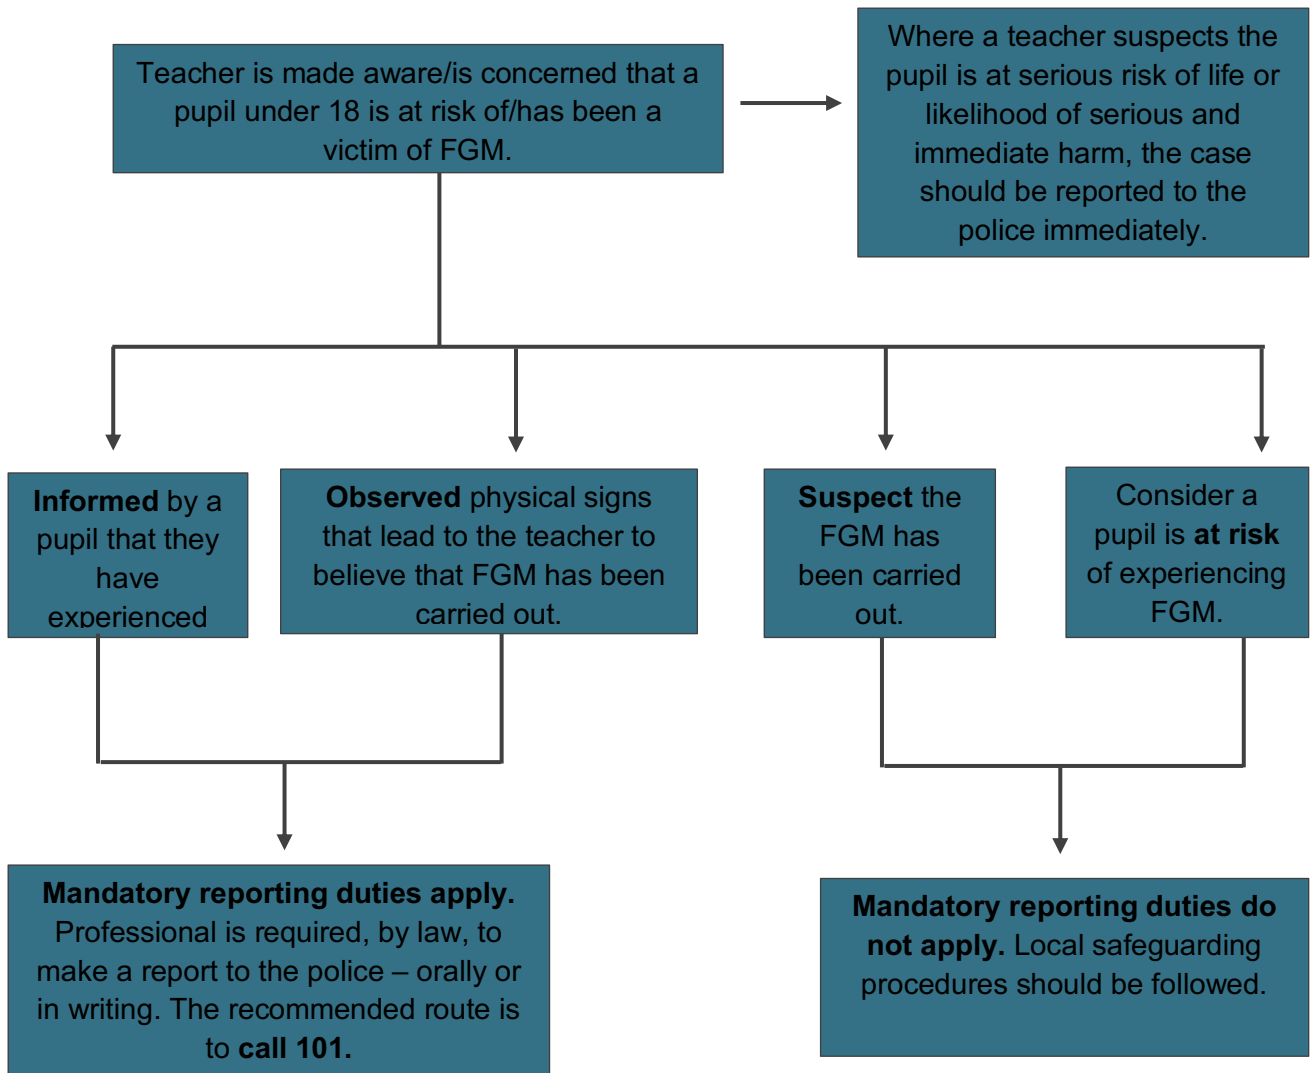 Teacher is made aware/is concerned that a
pupil under 18 is at risk of/has been a
victim of FGM.
Where a teacher suspects the
pupil is at serious risk of life or
likelihood of serious and
immediate harm, the case
should be reported to the
police immediately.
Informed by a
pupil that they
have
experienced
Observed physical signs
that lead to the teacher to
believe that FGM has been
carried out.
Suspect the
FGM has
been carried
out.
Consider a
pupil is at risk
of experiencing
FGM.
Mandatory reporting duties apply.
Professional is required, by law, to
make a report to the police – orally or
in writing. The recommended route is
to call 101.
Mandatory reporting duties do
not apply. Local safeguarding
procedures should be followed.